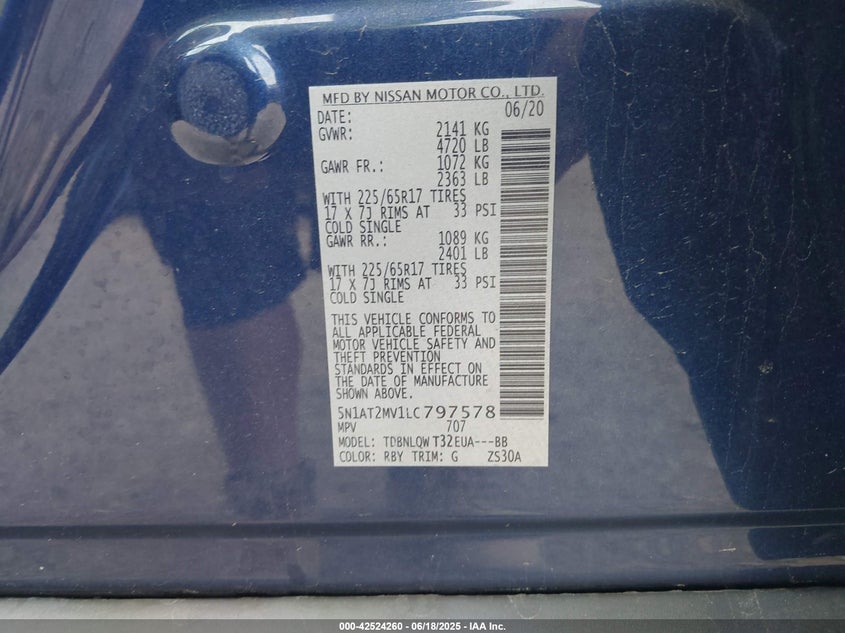 MFD BY NISSAN MOTOR CO., LTD.
DATE: 06/20
GVWR: 2141 KG
4720 LB
GAWR FR.: 1072 KG
2363 LB
WITH 225/65R17 TIRES
17 X 7J RIMS AT 33 PSI
COLD SINGLE
GAWR RR.: 1089 KG
2401 LB
WITH 225/65R17 TIRES
17 X 7J RIMS AT 33 PSI
COLD SINGLE
THIS VEHICLE CONFORMS TO
ALL APPLICABLE FEDERAL
MOTOR VEHICLE SAFETY AND
THEFT PREVENTION
STANDARDS IN EFFECT ON
THE DATE OF MANUFACTURE
SHOWN ABOVE.
5N1AT2MV1LC797578
MPV 707
MODEL: TDBNLQW T32EUA---BB
COLOR: RBY TRIM: G ZS30A
000-42524260 - 06/18/2025 - IAA Inc.